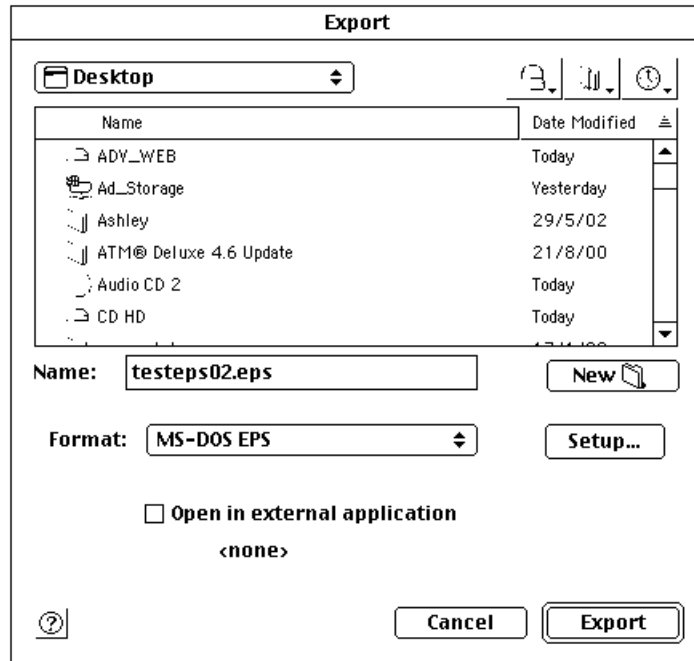 Export
Desktop
Name Date Modified
ADV_WEB Today
Ad_Storage Yesterday
Ashley 29/5/02
ATM® Deluxe 4.6 Update 21/8/00
Audio CD 2 Today
CD HD Today
Name: testeps02.eps New
Format: MS-DOS EPS Setup...
Open in external application
<none>
Cancel Export